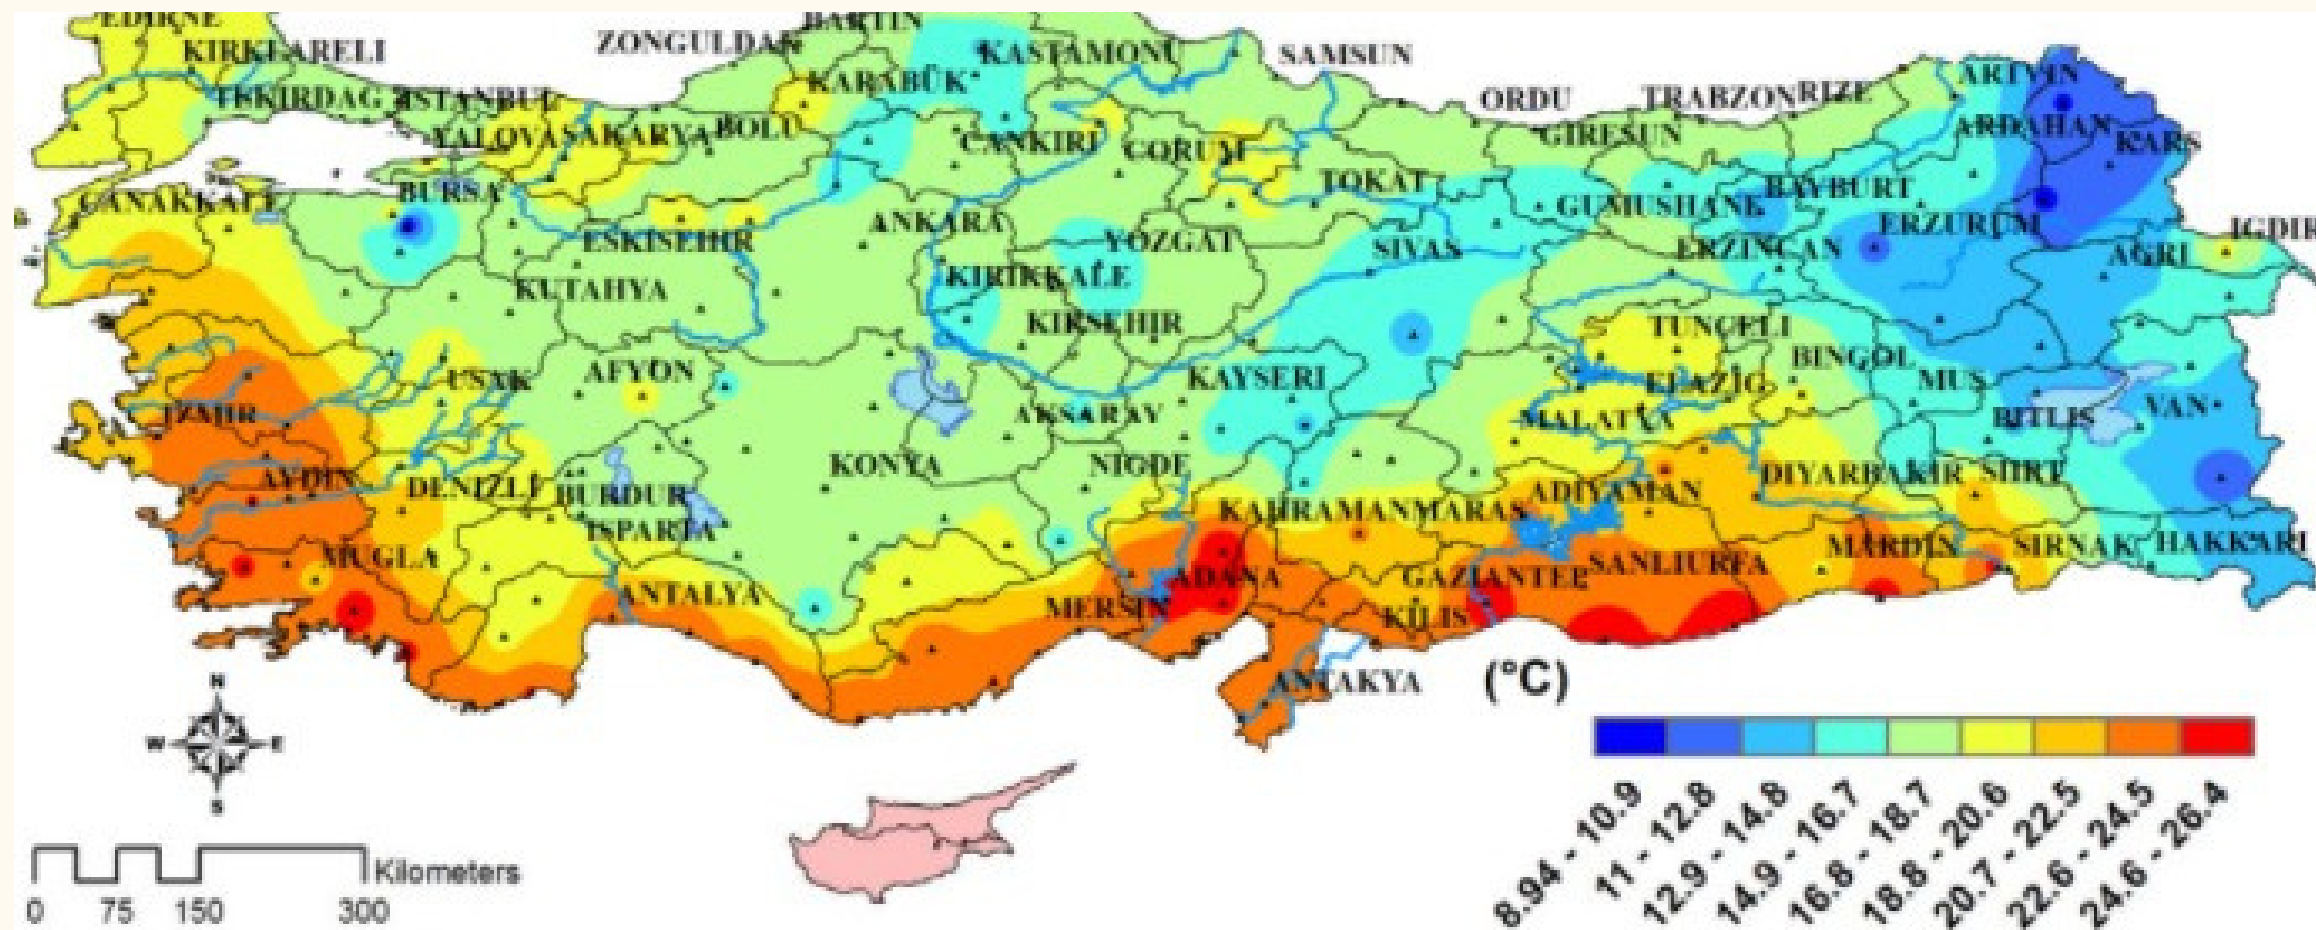 EDIRNE
BARTIN
KIRKLARELI
ZONGULDAN
KASTAMONU
SAMSUN
KARABÜK
ARTVIN
TEKIRDAG
ISTANBUL
ORDU
TRABZON
RIZE
YALOVA
SAKARYA
BOLU
CANKIRI
CORUM
GIRESUN
ARDAHAN
KARS
BURSA
TOKAT
BAYBURT
CANAKKALE
ESKISEHIR
ANKARA
YOZGAT
SIVAS
GUMUSHANE
ERZINCAN
ERZURUM
IGDIR
AGRI
KUTAHYA
KIRIKKALE
KIRSEHIR
TUNCELI
USAK
AFYON
KAYSERI
BINGOL
ELAZIG
MUS
IZMIR
AKSARAY
MALATYA
BITLIS
VAN
AYDIN
DENIZLI
BURDUR
KONYA
NIGDE
DIYARBAKIR
SIIRT
ISPARTA
KAHRAMANMARAS
ADIYAMAN
MUGLA
ANTALYA
MERSIN
ADANA
GAZIANTEP
SANLIURFA
MARDIN
SIRNAK
HAKKARI
KILIS
ANTAKYA
(°C)
N
W
E
S
8.94 - 10.9
11 - 12.8
12.9 - 14.8
14.9 - 16.7
16.8 - 18.7
18.8 - 20.6
20.7 - 22.5
22.6 - 24.5
24.6 - 26.4
Kilometers
0 75 150 300